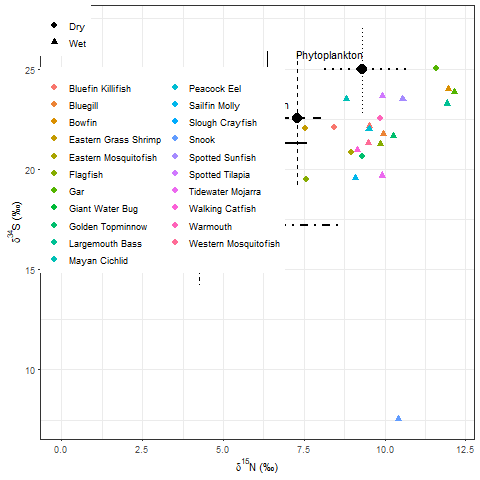 Dry
Wet
Phytoplankton
Bluefin Killifish
Bluegill
Bowfin
Eastern Grass Shrimp
Eastern Mosquitofish
Flagfish
Gar
Giant Water Bug
Golden Topminnow
Largemouth Bass
Mayan Cichlid
Peacock Eel
Sailfin Molly
Slough Crayfish
Snook
Spotted Sunfish
Spotted Tilapia
Tidewater Mojarra
Walking Catfish
Warmouth
Western Mosquitofish
25
20
15
10
δ³⁴S (‰)
0.0 2.5 5.0 7.5 10.0 12.5
δ¹⁵N (‰)